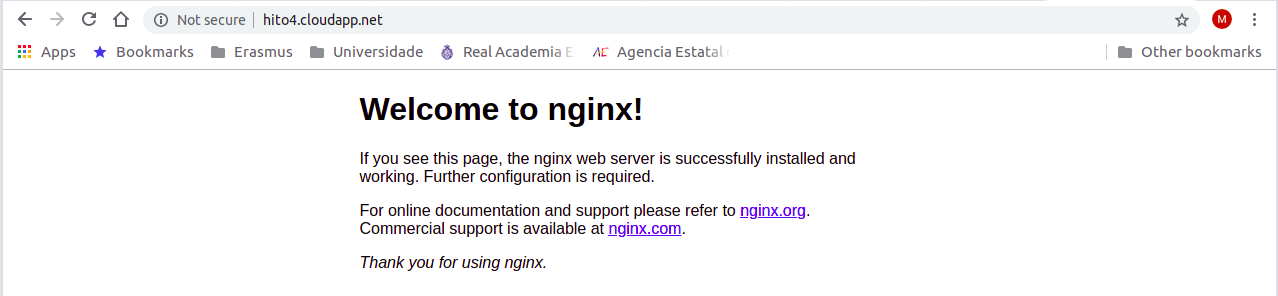 Not secure hito4.cloudapp.net M
Apps Bookmarks Erasmus Universidade Real Academia E Agencia Estatal Other bookmarks
Welcome to nginx!
If you see this page, the nginx web server is successfully installed and
working. Further configuration is required.
For online documentation and support please refer to nginx.org.
Commercial support is available at nginx.com.
Thank you for using nginx.